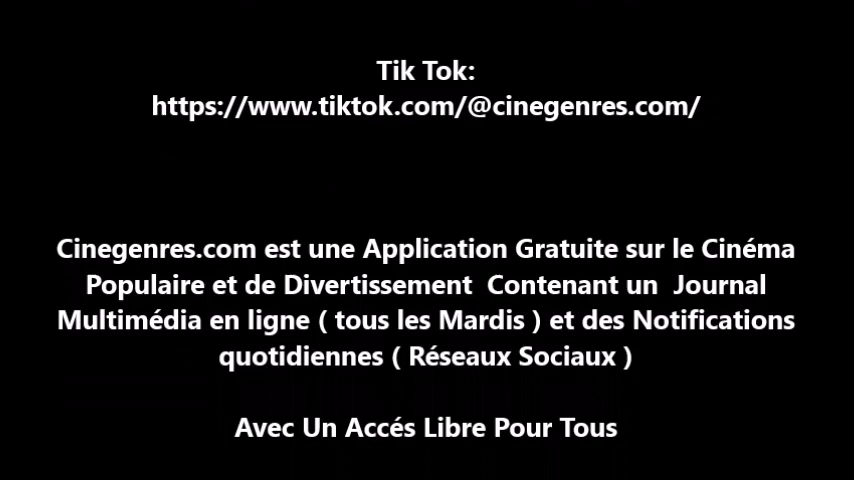 Tik Tok:
https://www.tiktok.com/@cinegenres.com/
Cinegenres.com est une Application Gratuite sur le Cinéma
Populaire et de Divertissement Contenant un Journal
Multimédia en ligne ( tous les Mardis ) et des Notifications
quotidiennes ( Réseaux Sociaux )
Avec Un Accés Libre Pour Tous